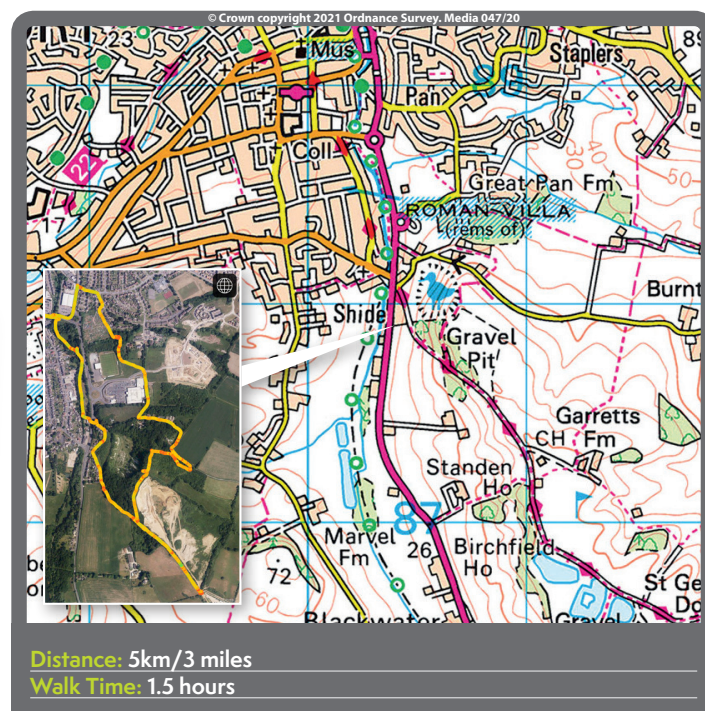 © Crown copyright 2021 Ordnance Survey. Media 047/20
23
Mus
Staplers
Pan
Coll
22
30
40
50
Great Pan Fm
17
ROMAN VILLA
(rems of)
Burnt
Shide
Gravel
Pit
Garretts
Fm
CH
Standen
Ho
87
Marvel
Fm
26
Birchfield
Ho
72
60
St Ge
Blackwater
Gravel
Distance: 5km/3 miles
Walk Time: 1.5 hours